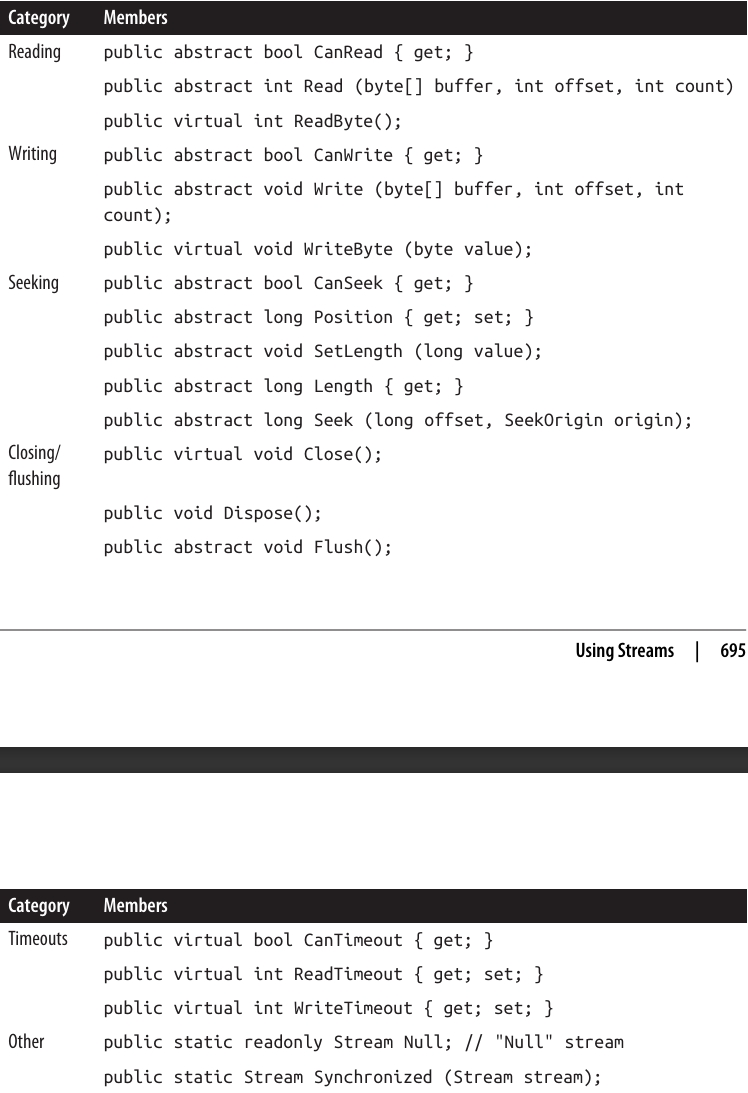 Category Members
Reading public abstract bool CanRead { get; }
public abstract int Read (byte[] buffer, int offset, int count)
public virtual int ReadByte();
Writing public abstract bool CanWrite { get; }
public abstract void Write (byte[] buffer, int offset, int
count);
public virtual void WriteByte (byte value);
Seeking public abstract bool CanSeek { get; }
public abstract long Position { get; set; }
public abstract void SetLength (long value);
public abstract long Length { get; }
public abstract long Seek (long offset, SeekOrigin origin);
Closing/ public virtual void Close();
flushing
public void Dispose();
public abstract void Flush();
Using Streams | 695
Category Members
Timeouts public virtual bool CanTimeout { get; }
public virtual int ReadTimeout { get; set; }
public virtual int WriteTimeout { get; set; }
Other public static readonly Stream Null; // "Null" stream
public static Stream Synchronized (Stream stream);